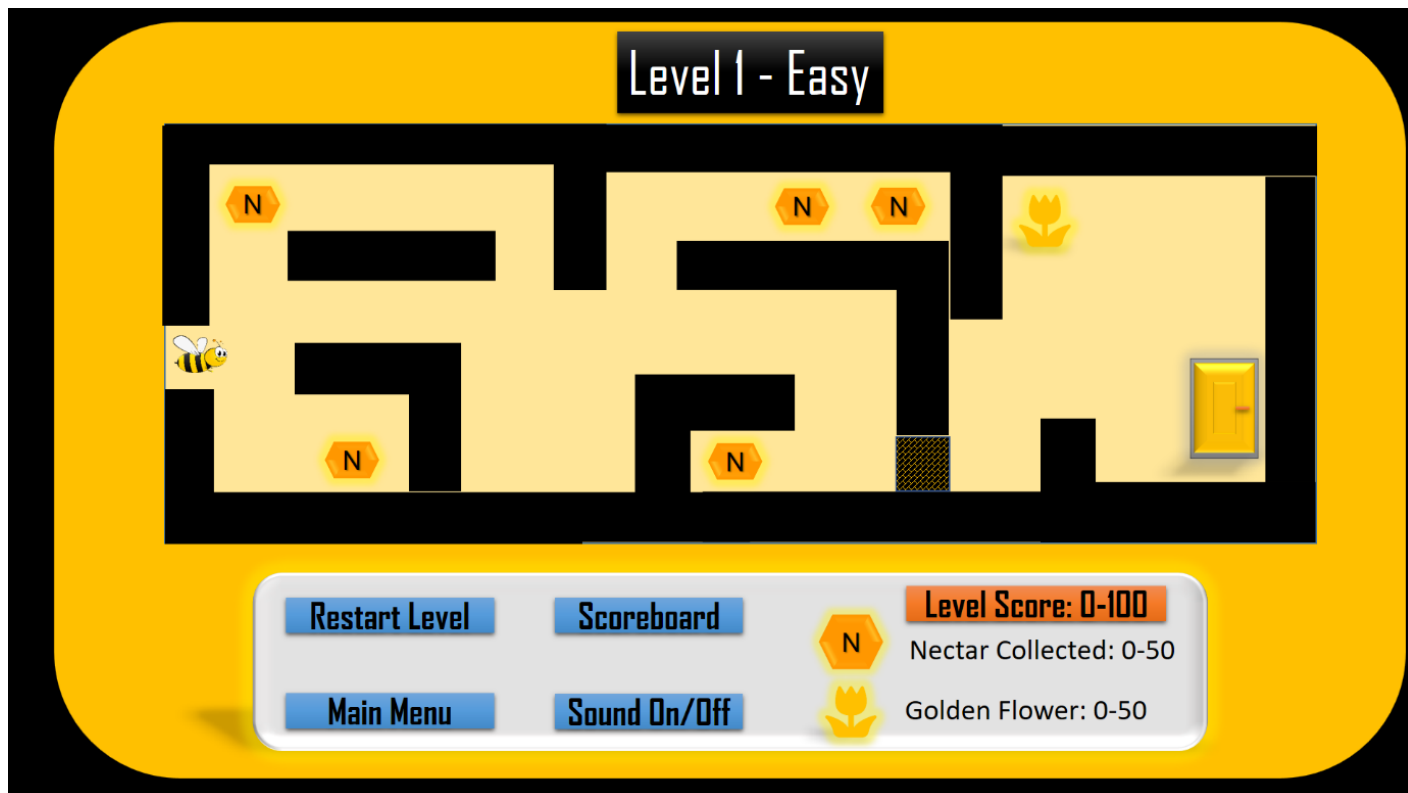 Level 1 - Easy
N
N
N
N
N
Restart Level
Scoreboard
Level Score: 0-100
N
Nectar Collected: 0-50
Main Menu
Sound On/Off
Golden Flower: 0-50